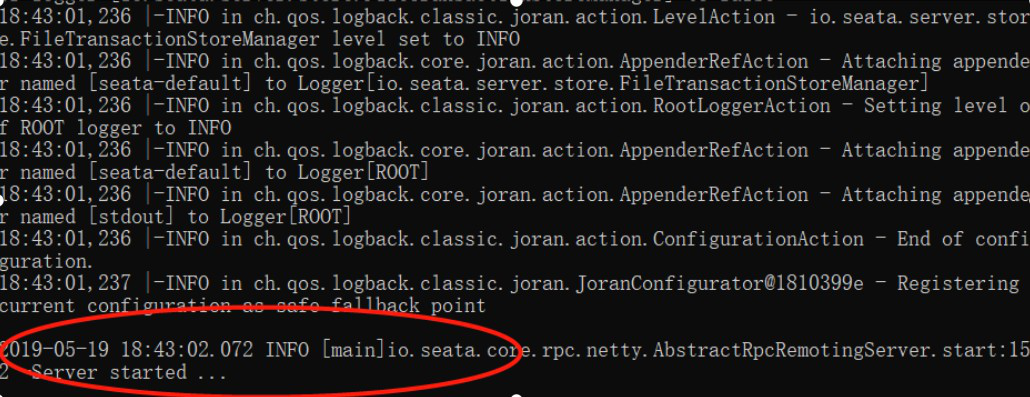 18:43:01,236 |-INFO in ch.qos.logback.classic.joran.action.LevelAction - io.seata.server.stor
e.FileTransactionStoreManager level set to INFO
18:43:01,236 |-INFO in ch.qos.logback.core.joran.action.AppenderRefAction - Attaching appende
r named [seata-default] to Logger[io.seata.server.store.FileTransactionStoreManager]
18:43:01,236 |-INFO in ch.qos.logback.classic.joran.action.RootLoggerAction - Setting level o
f ROOT logger to INFO
18:43:01,236 |-INFO in ch.qos.logback.core.joran.action.AppenderRefAction - Attaching appende
r named [seata-default] to Logger[ROOT]
18:43:01,236 |-INFO in ch.qos.logback.core.joran.action.AppenderRefAction - Attaching appende
r named [stdout] to Logger[ROOT]
18:43:01,236 |-INFO in ch.qos.logback.classic.joran.action.ConfigurationAction - End of confi
guration.
18:43:01,237 |-INFO in ch.qos.logback.classic.joran.JoranConfigurator@1810399e - Registering
current configuration as safe fallback point
2019-05-19 18:43:02.072 INFO [main]io.seata.core.rpc.netty.AbstractRpcRemotingServer.start:15
2 -Server started ...